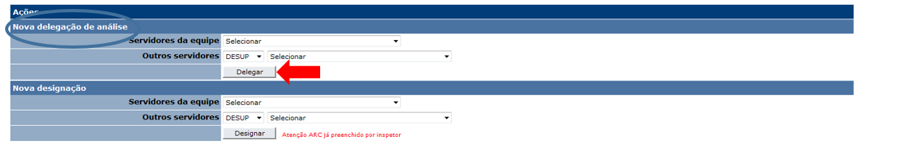 Ações
Nova delegação de análise
Servidores da equipe Selecionar
Outros servidores DESUP Selecionar
Delegar
Nova designação
Servidores da equipe Selecionar
Outros servidores DESUP Selecionar
Designar Atenção ARC já preenchido por inspetor